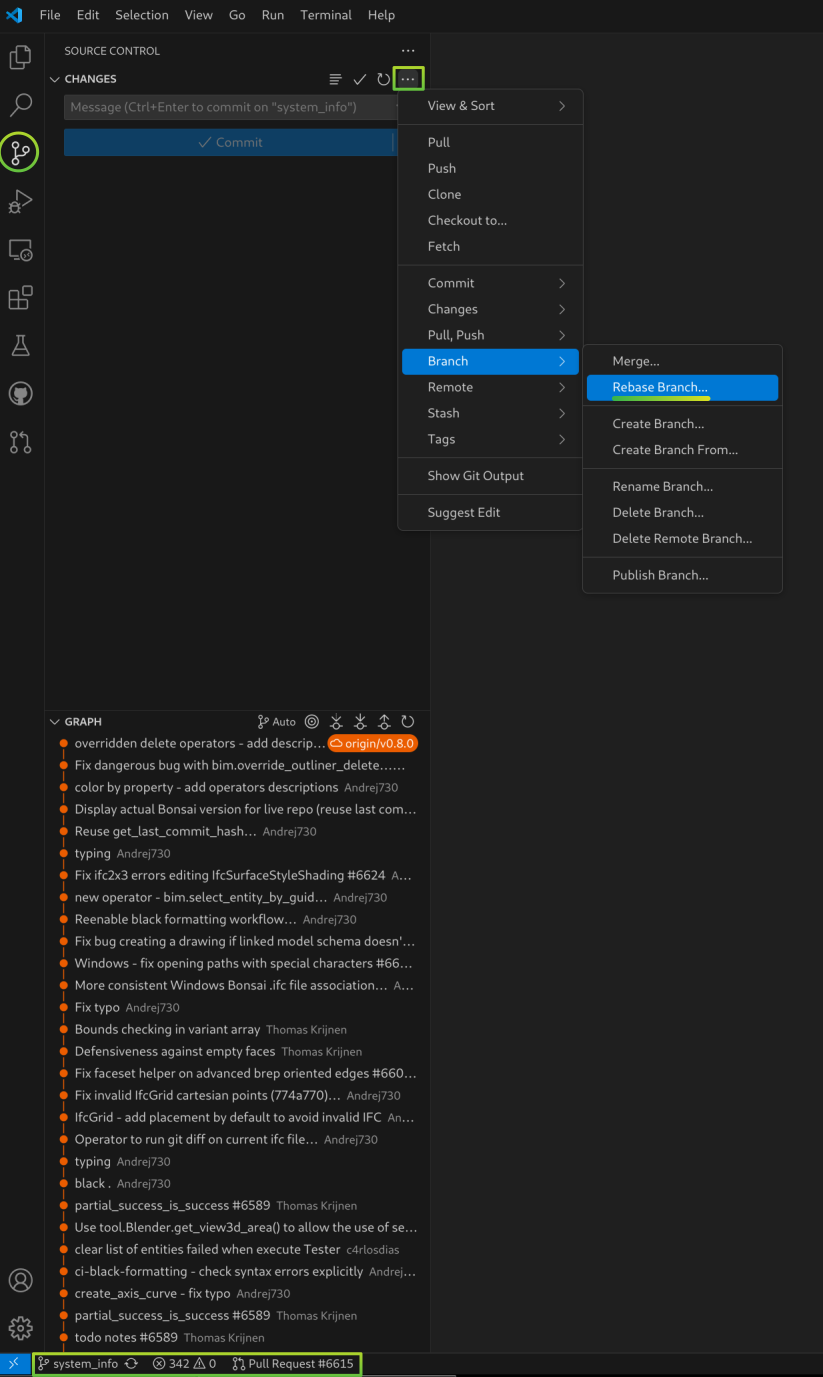 File Edit Selection View Go Run Terminal Help
SOURCE CONTROL
CHANGES
Message (Ctrl+Enter to commit on "system_info")
Commit
View & Sort
Pull
Push
Clone
Checkout to...
Fetch
Commit
Changes
Pull, Push
Branch
Remote
Stash
Tags
Show Git Output
Suggest Edit
Merge...
Rebase Branch...
Create Branch...
Create Branch From...
Rename Branch...
Delete Branch...
Delete Remote Branch...
Publish Branch...
GRAPH Auto
overridden delete operators - add descrip... origin/v0.8.0
Fix dangerous bug with bim.override_outliner_delete......
color by property - add operators descriptions Andrej730
Display actual Bonsai version for live repo (reuse last com...
Reuse get_last_commit_hash... Andrej730
typing Andrej730
Fix ifc2x3 errors editing IfcSurfaceStyleShading #6624 A...
new operator - bim.select_entity_by_guid... Andrej730
Reenable black formatting workflow... Andrej730
Fix bug creating a drawing if linked model schema doesn'...
Windows - fix opening paths with special characters #66...
More consistent Windows Bonsai .ifc file association... A...
Fix typo Andrej730
Bounds checking in variant array Thomas Krijnen
Defensiveness against empty faces Thomas Krijnen
Fix faceset helper on advanced brep oriented edges #660...
Fix invalid IfcGrid cartesian points (774a770)... Andrej730
IfcGrid - add placement by default to avoid invalid IFC An...
Operator to run git diff on current ifc file... Andrej730
typing Andrej730
black . Andrej730
partial_success_is_success #6589 Thomas Krijnen
Use tool.Blender.get_view3d_area() to allow the use of se...
clear list of entities failed when execute Tester c4rlosdias
ci-black-formatting - check syntax errors explicitly Andrej...
create_axis_curve - fix typo Andrej730
partial_success_is_success #6589 Thomas Krijnen
todo notes #6589 Thomas Krijnen
system_info 342 0 Pull Request #6615